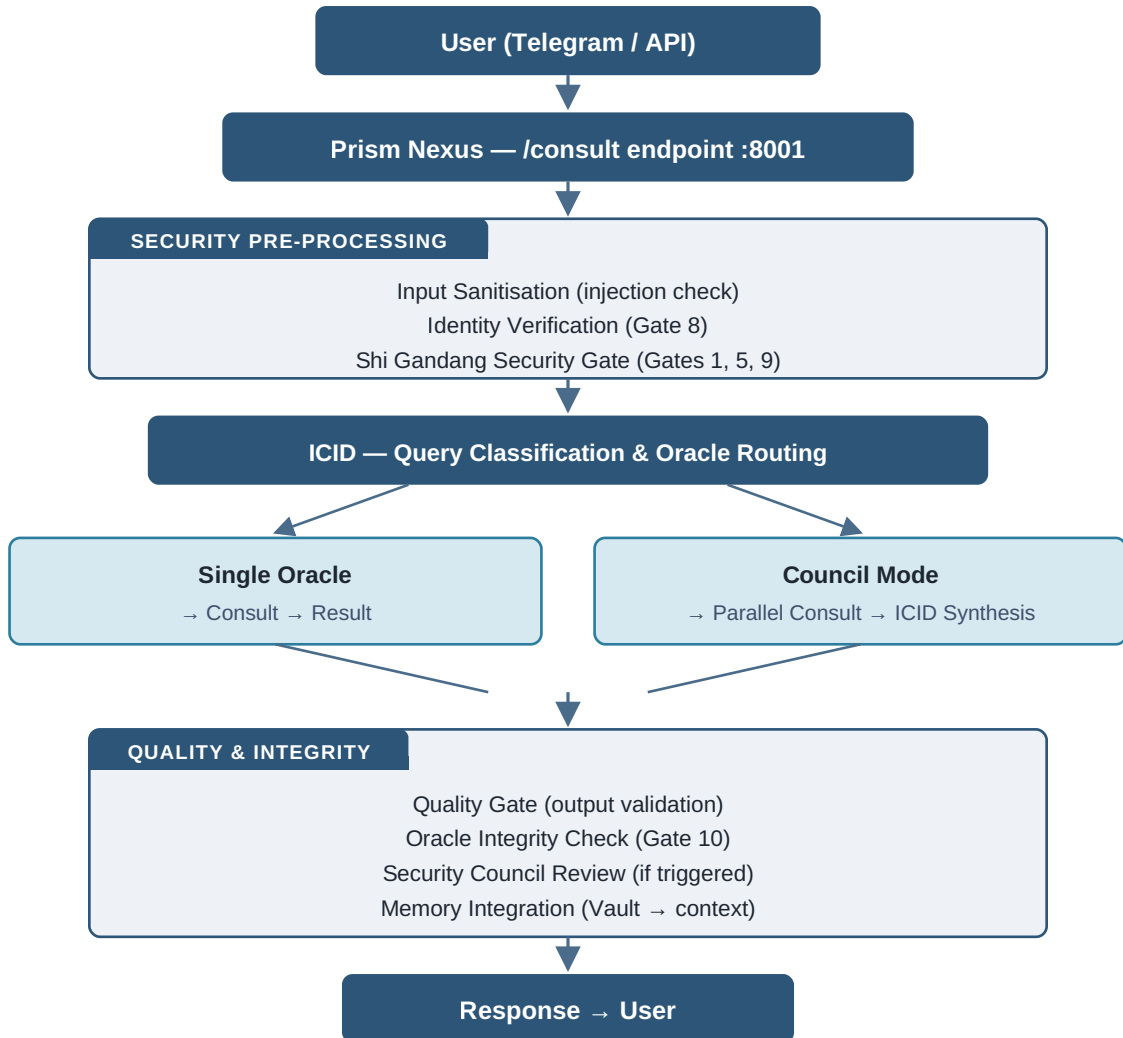 User (Telegram / API)
Prism Nexus — /consult endpoint :8001
SECURITY PRE-PROCESSING
Input Sanitisation (injection check)
Identity Verification (Gate 8)
Shi Gandang Security Gate (Gates 1, 5, 9)
ICID — Query Classification & Oracle Routing
Single Oracle
→ Consult → Result
Council Mode
→ Parallel Consult → ICID Synthesis
QUALITY & INTEGRITY
Quality Gate (output validation)
Oracle Integrity Check (Gate 10)
Security Council Review (if triggered)
Memory Integration (Vault → context)
Response → User